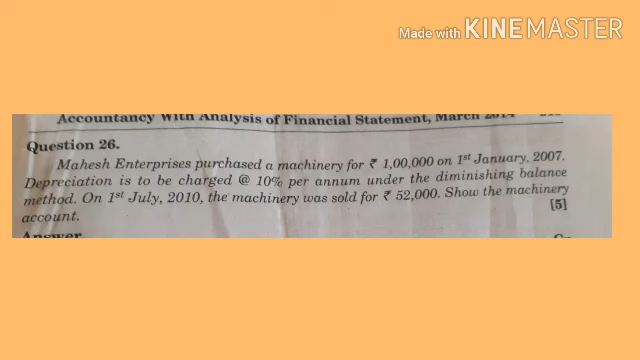 Made with KINEMASTER
Accountancy With Analysis of Financial Statement, March
Question 26.
Mahesh Enterprises purchased a machinery for ₹ 1,00,000 on 1st January, 2007.
Depreciation is to be charged @ 10% per annum under the diminishing balance
method. On 1st July, 2010, the machinery was sold for ₹ 52,000. Show the machinery
account. [5]
Answer.